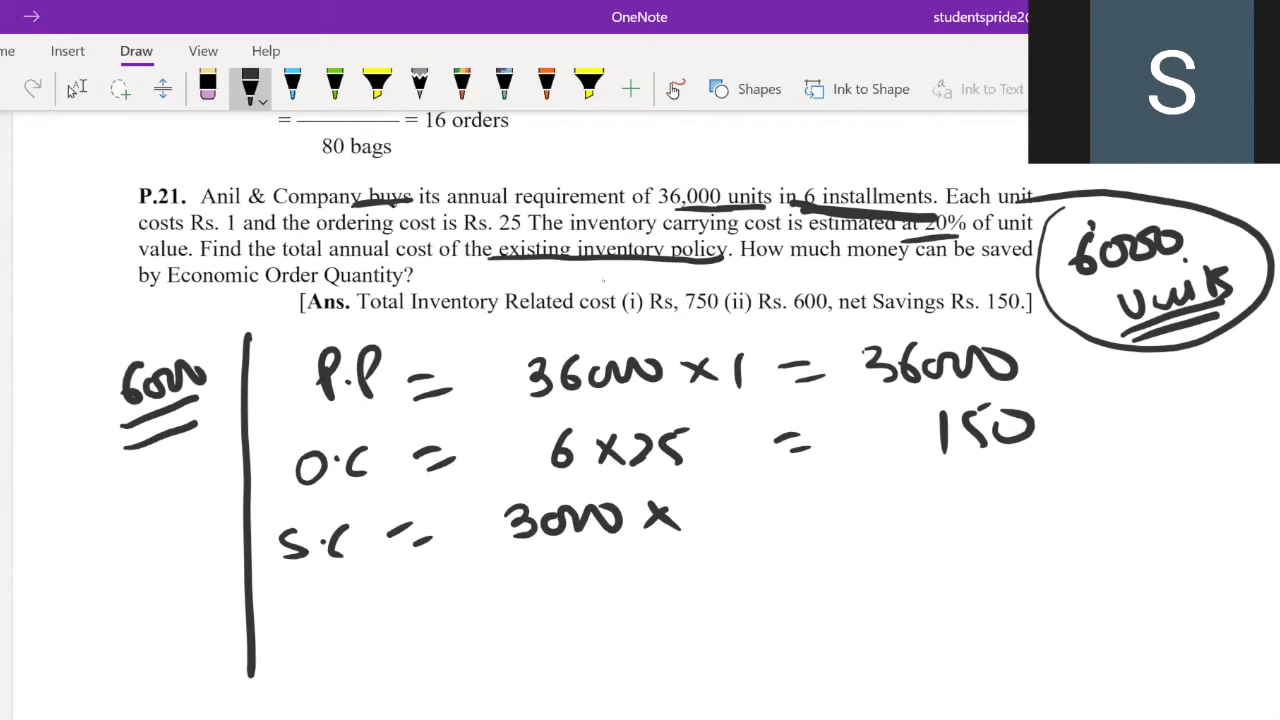 OneNote
studentspride2@
me Insert Draw View Help
Shapes Ink to Shape Ink to Text
S
= = 16 orders
80 bags
P.21. Anil & Company buys its annual requirement of 36,000 units in 6 installments. Each unit
costs Rs. 1 and the ordering cost is Rs. 25 The inventory carrying cost is estimated at 20% of unit
value. Find the total annual cost of the existing inventory policy. How much money can be saved
by Economic Order Quantity?
[Ans. Total Inventory Related cost (i) Rs, 750 (ii) Rs. 600, net Savings Rs. 150.]
6000
units
6000
P.P = 36000 × 1 = 36000
O.C = 6 × 25 = 150
S.C = 3000 ×